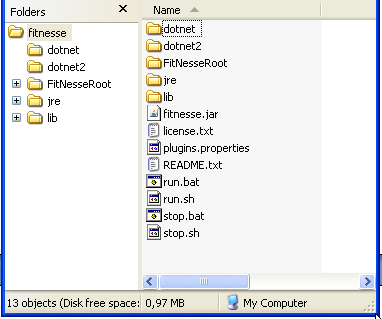 Folders
fitnesse
dotnet
dotnet2
FitNesseRoot
jre
lib
Name
dotnet
dotnet2
FitNesseRoot
jre
lib
fitnesse.jar
license.txt
plugins.properties
README.txt
run.bat
run.sh
stop.bat
stop.sh
13 objects (Disk free space: 0,97 MB My Computer